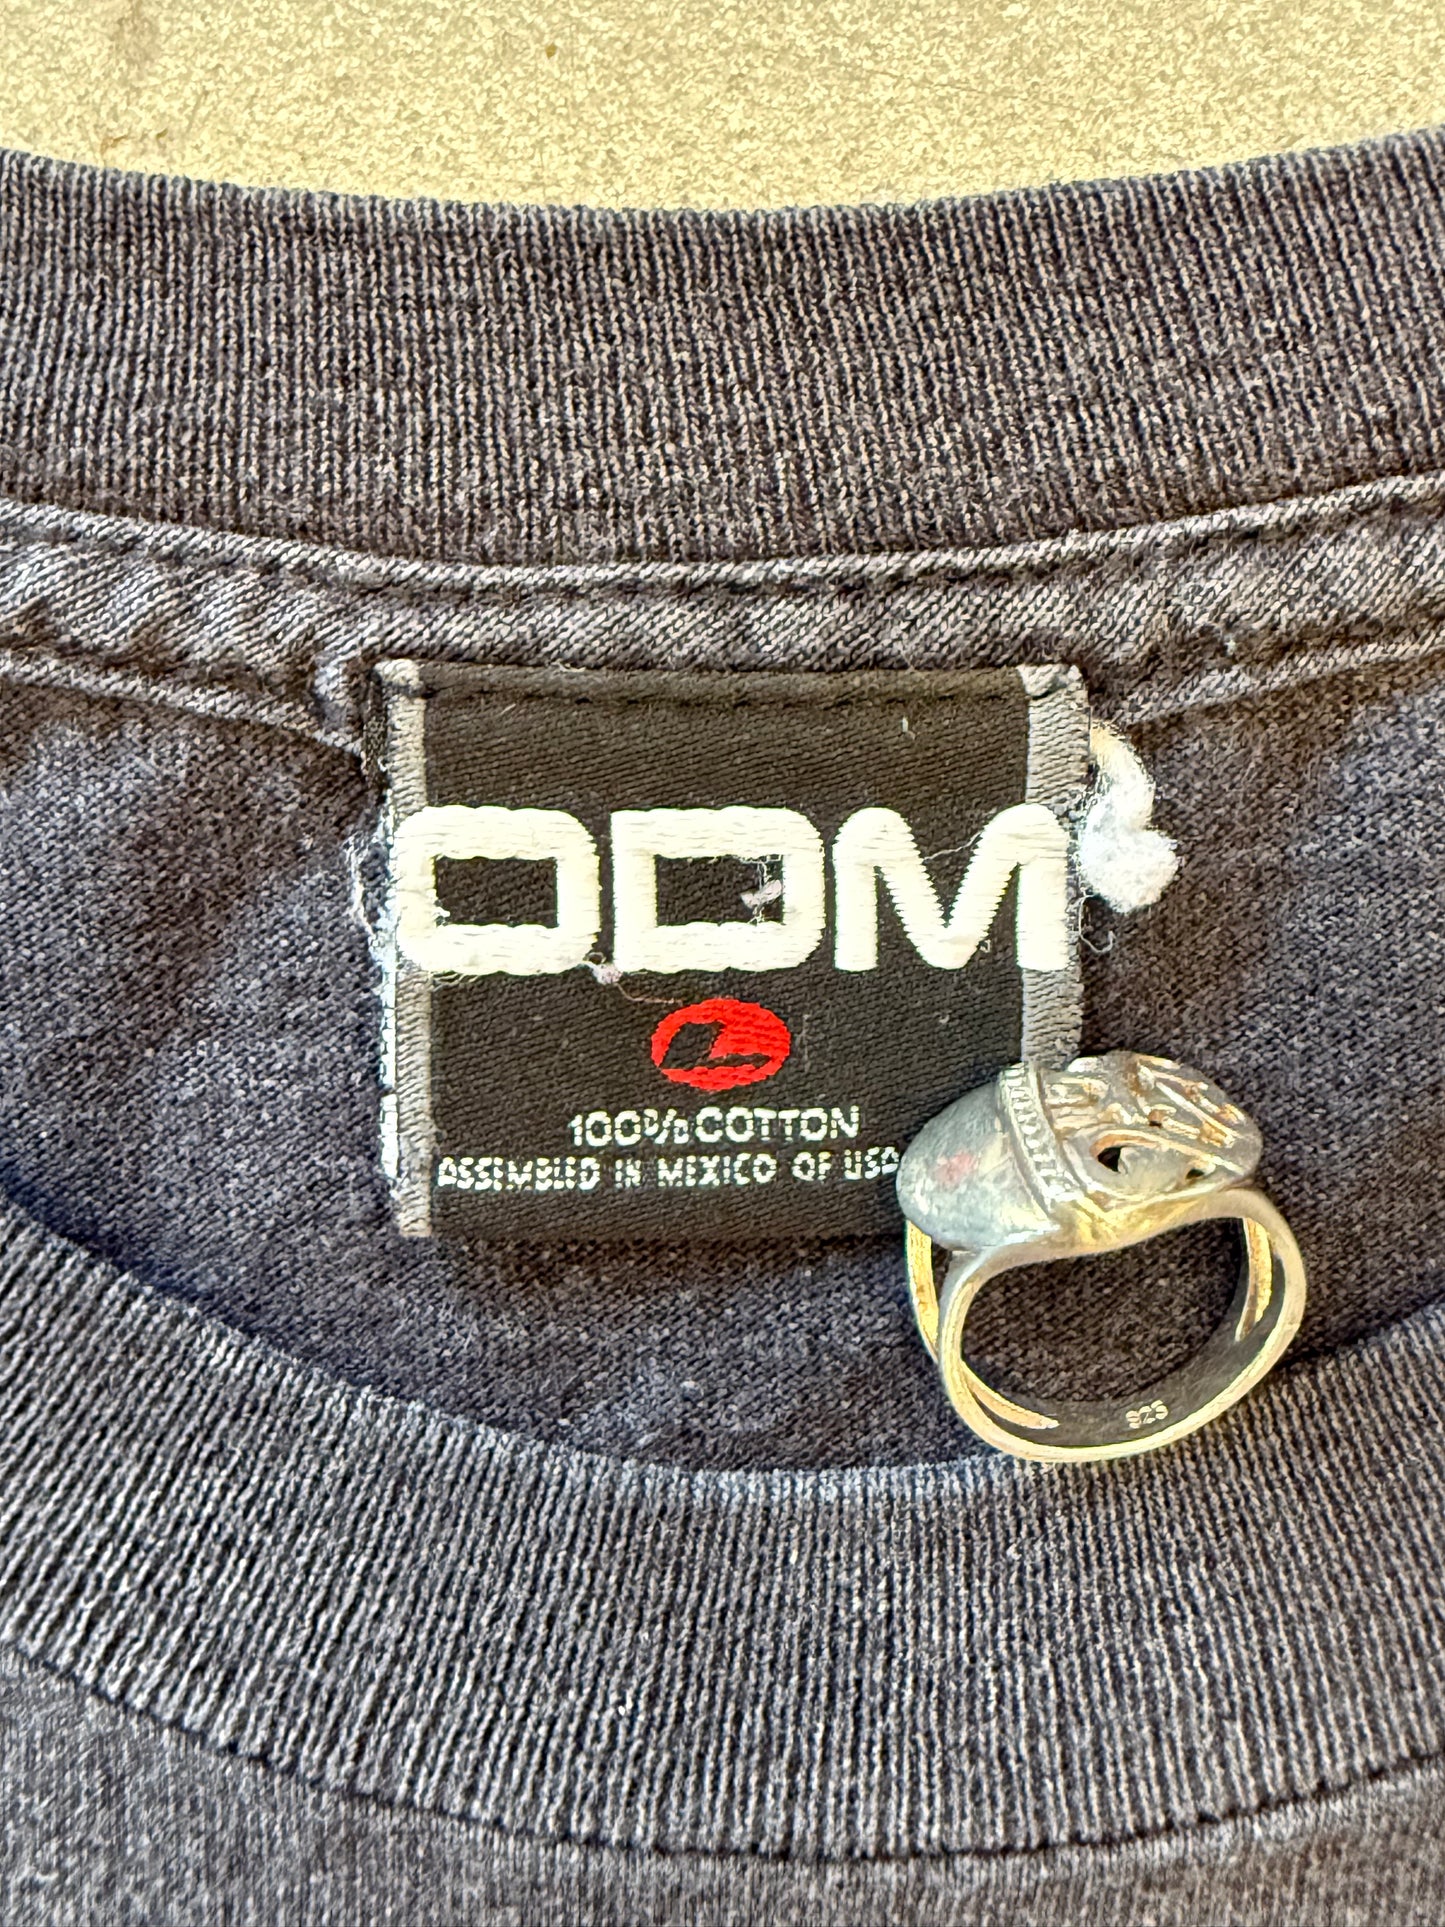 ODM
L
100% COTTON
ASSEMBLED IN MEXICO OF USA
925